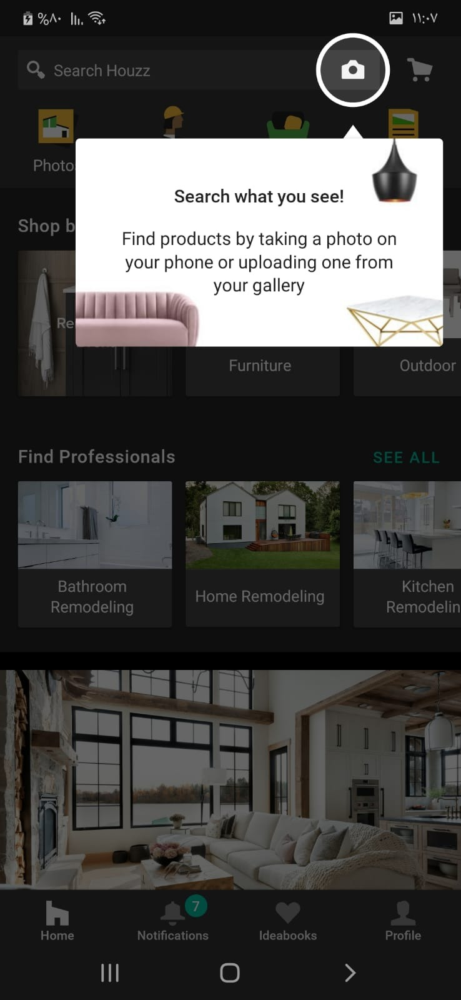 %٨٠
١١:٠٧
Search Houzz
Photo
Search what you see!
Find products by taking a photo on
your phone or uploading one from
your gallery
Shop b
Re
Furniture
Outdoor
Find Professionals
SEE ALL
Bathroom
Remodeling
Home Remodeling
Kitchen
Remodelin
7
Home
Notifications
Ideabooks
Profile